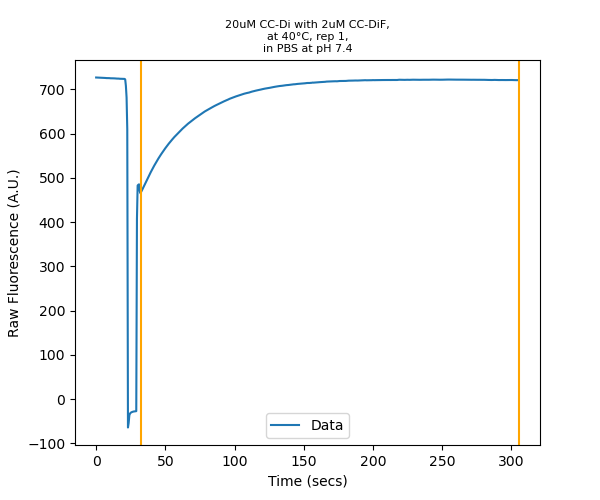 20uM CC-Di with 2uM CC-DiF,
at 40°C, rep 1,
in PBS at pH 7.4
Raw Fluorescence (A.U.)
700
600
500
400
300
200
100
0
−100
Data
0 50 100 150 200 250 300
Time (secs)